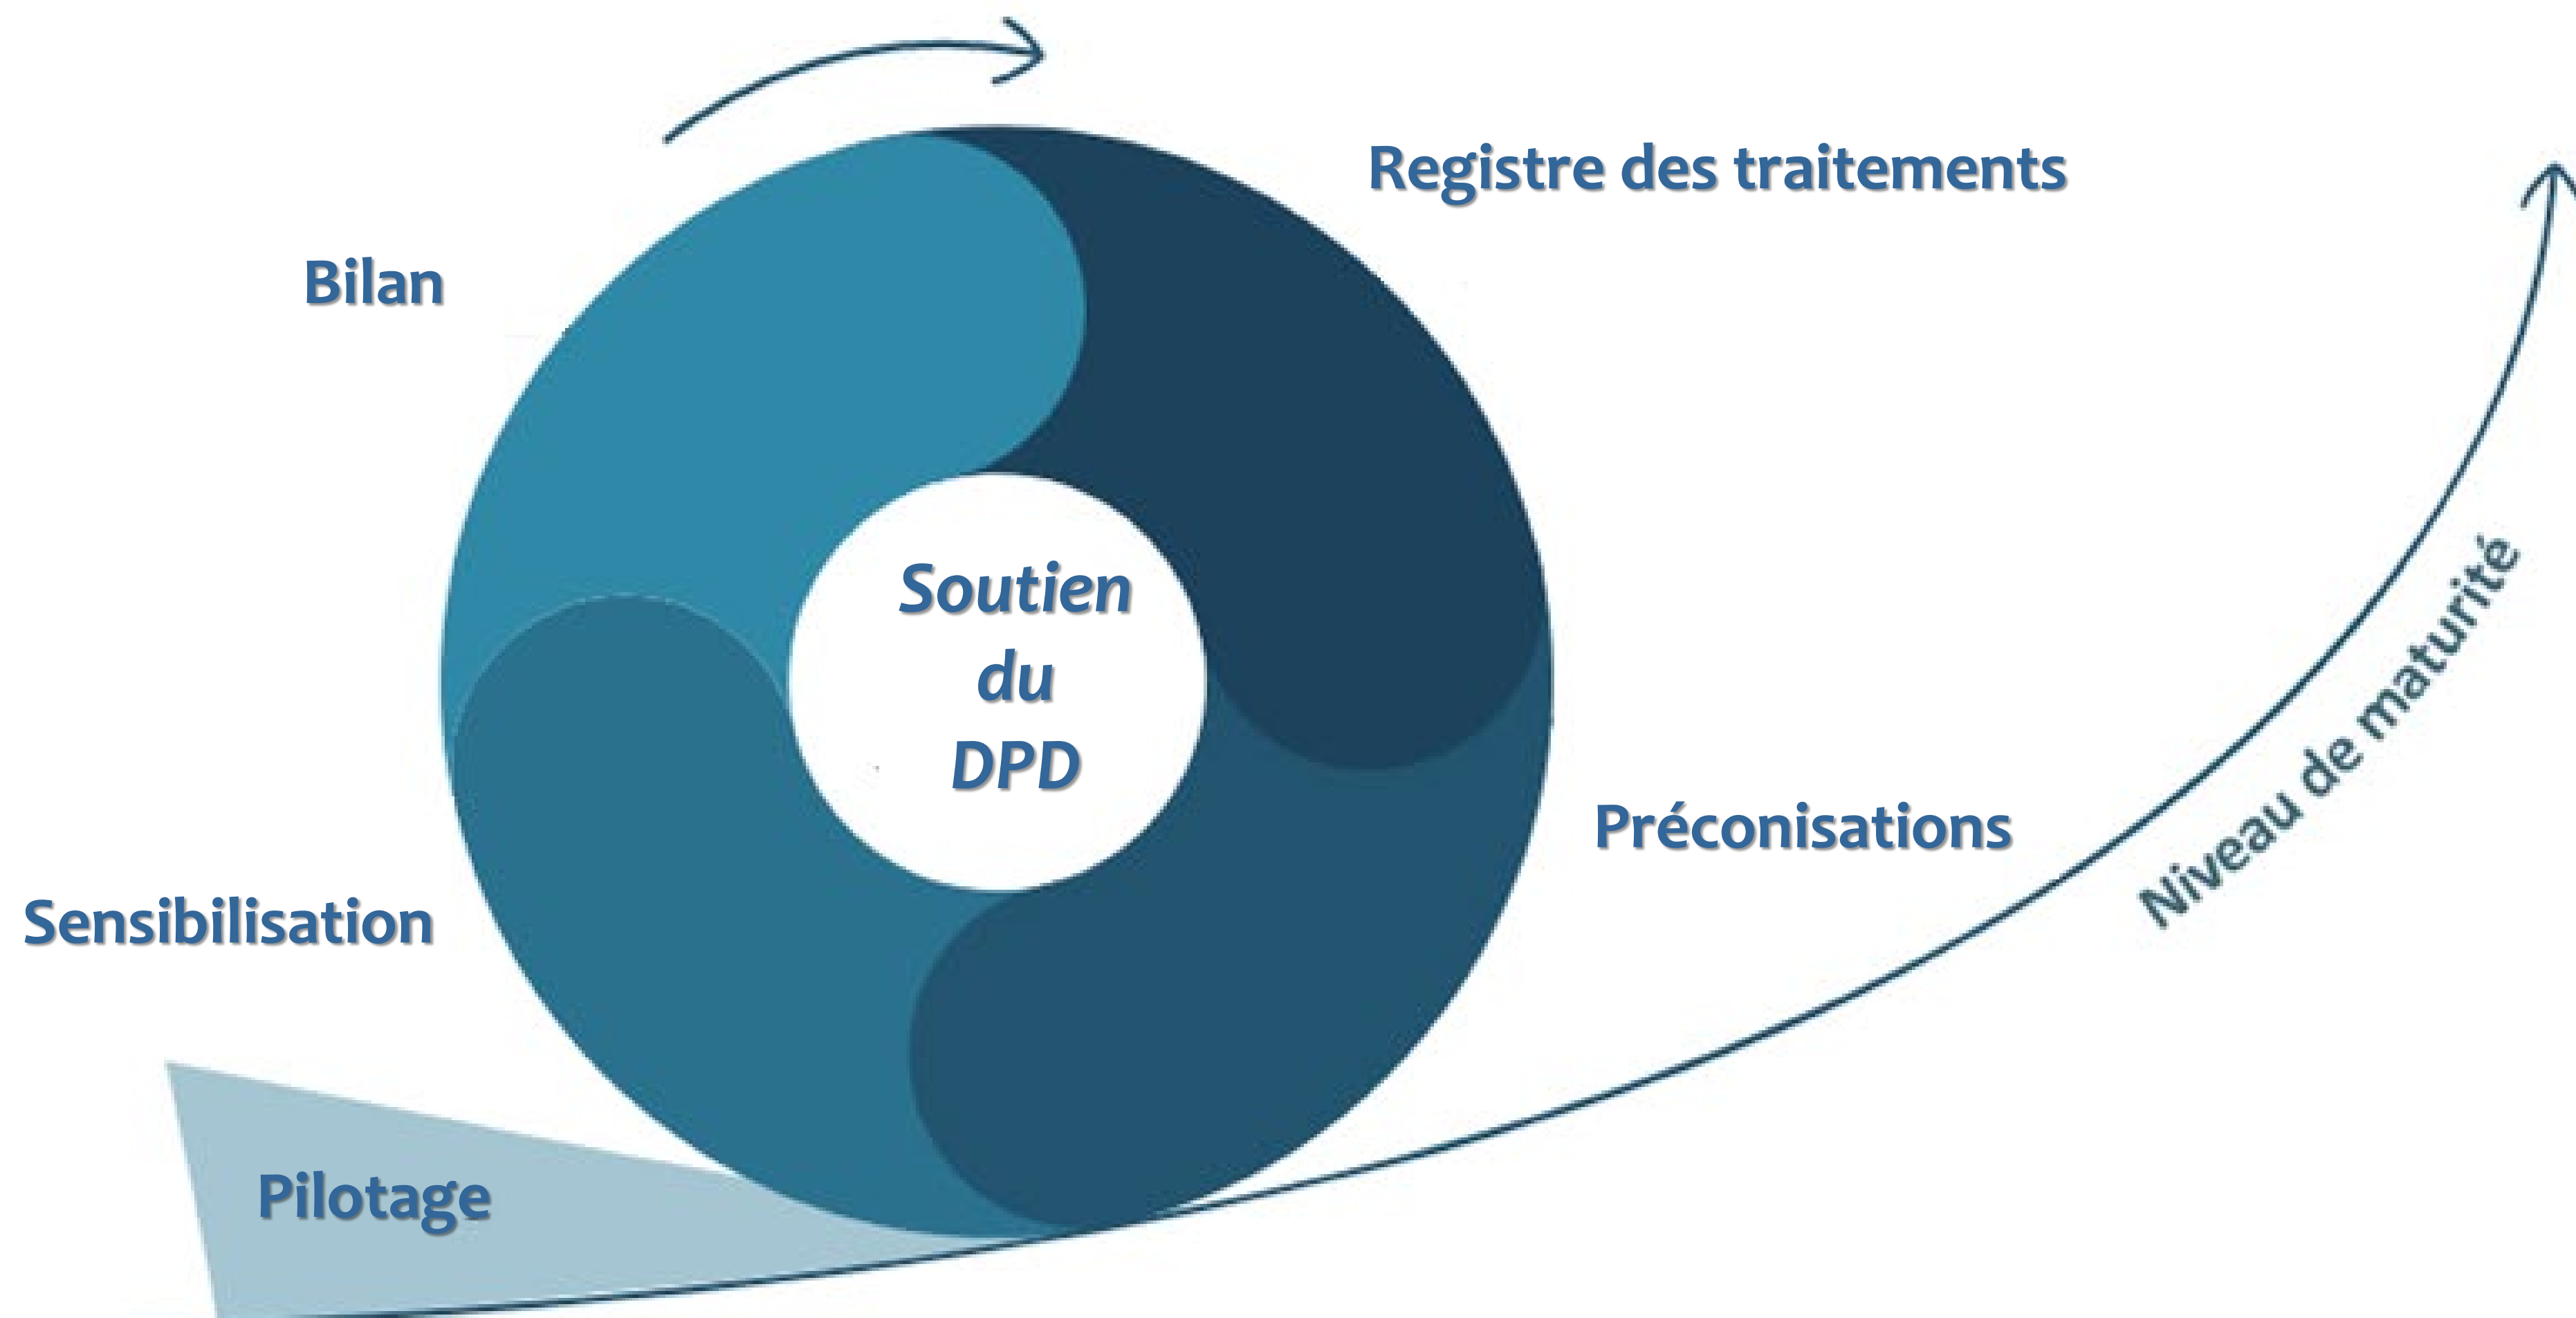 Registre des traitements
Bilan
Soutien
du
DPD
Niveau de maturité
Préconisations
Sensibilisation
Pilotage